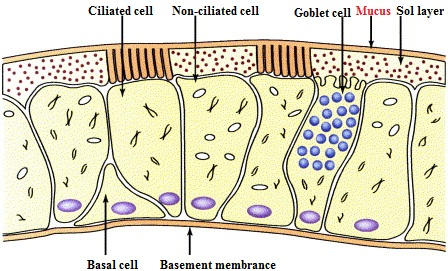 Ciliated cell Non-ciliated cell Goblet cell Mucus Sol layer
Basal cell Basement membrance